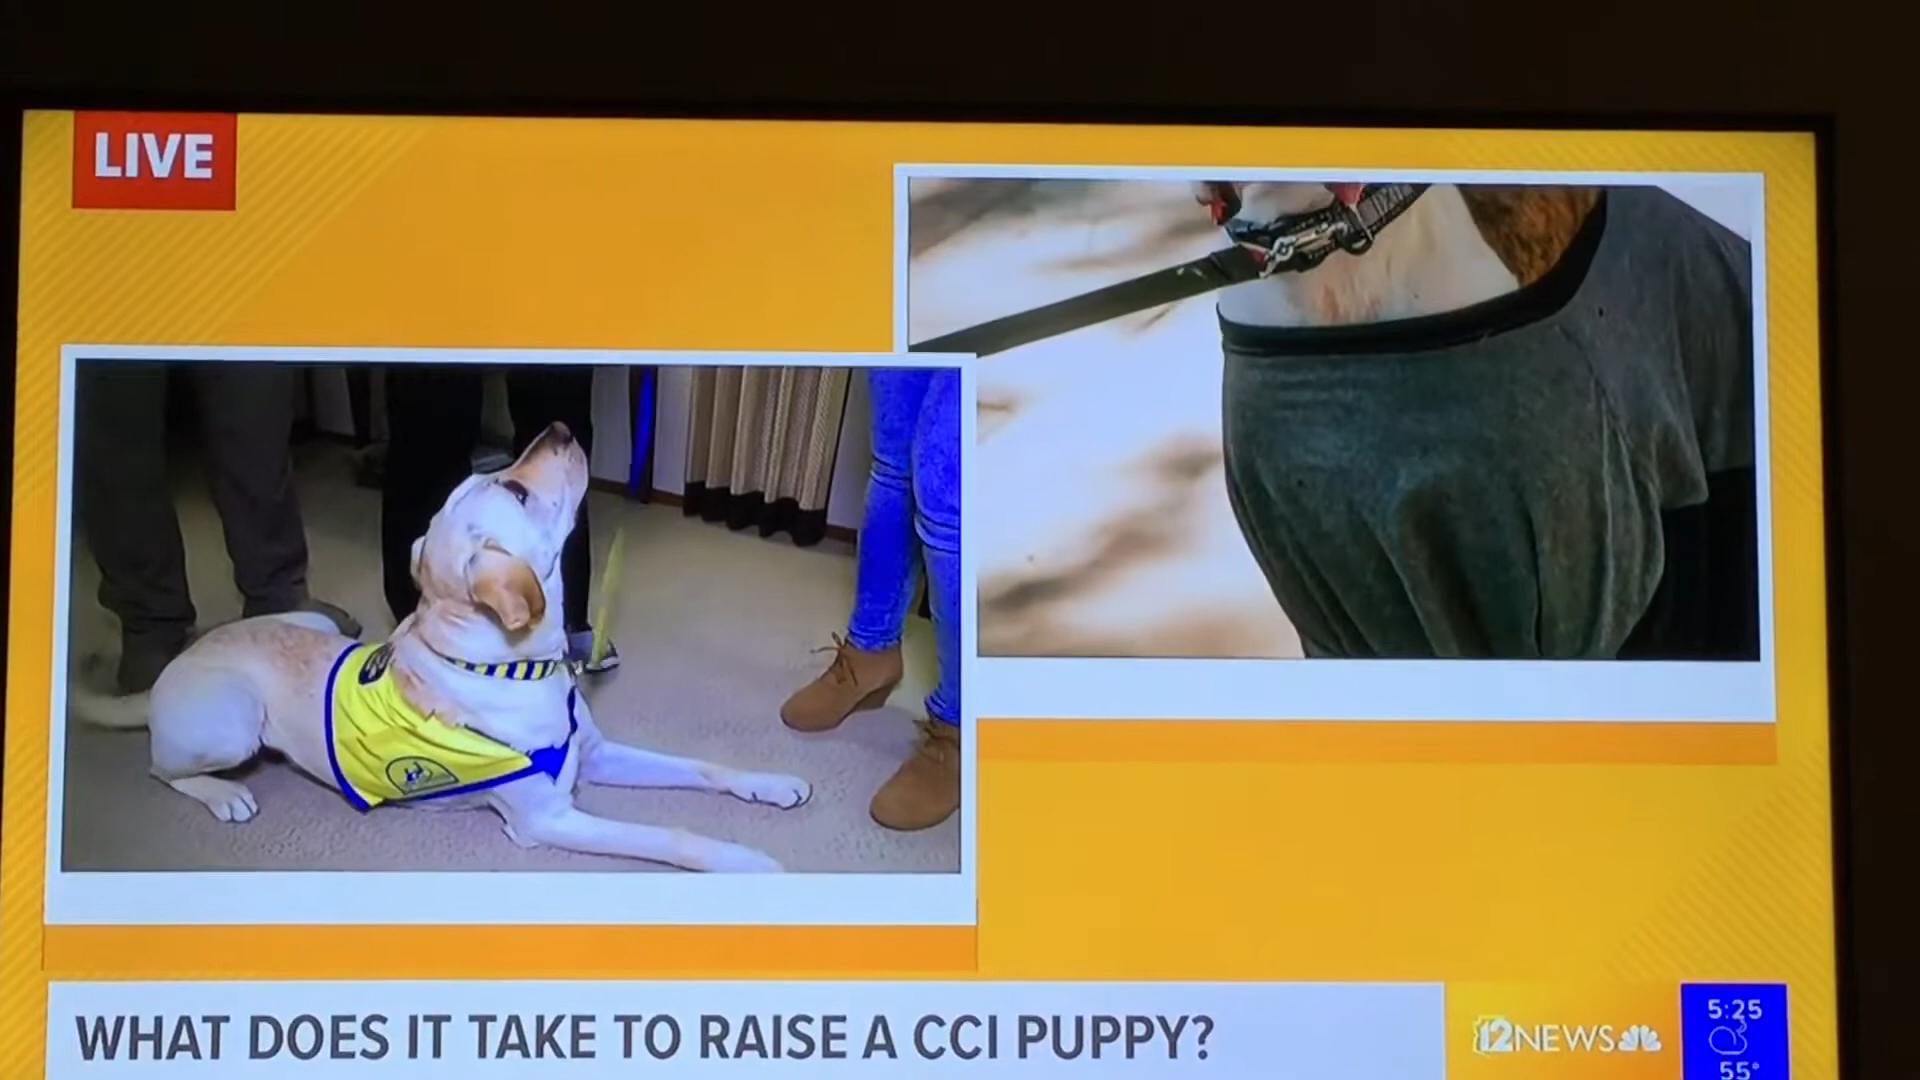 LIVE
WHAT DOES IT TAKE TO RAISE A CCI PUPPY?
12NEWS
5:25
55°